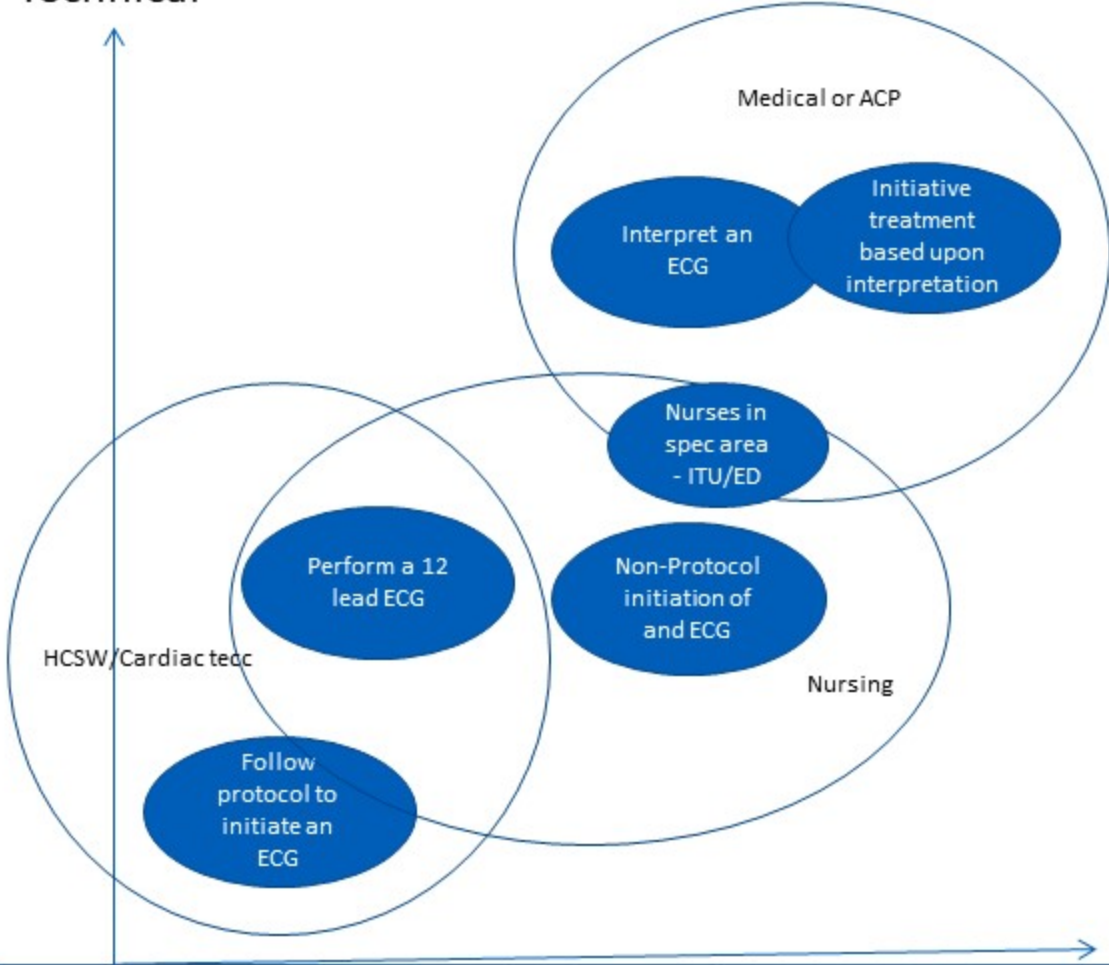 Technical
Medical or ACP
Interpret an
ECG
Initiative
treatment
based upon
interpretation
Nurses in
spec area
- ITU/ED
Perform a 12
lead ECG
Non-Protocol
initiation of
and ECG
HCSW/Cardiac tecc
Nursing
Follow
protocol to
initiate an
ECG